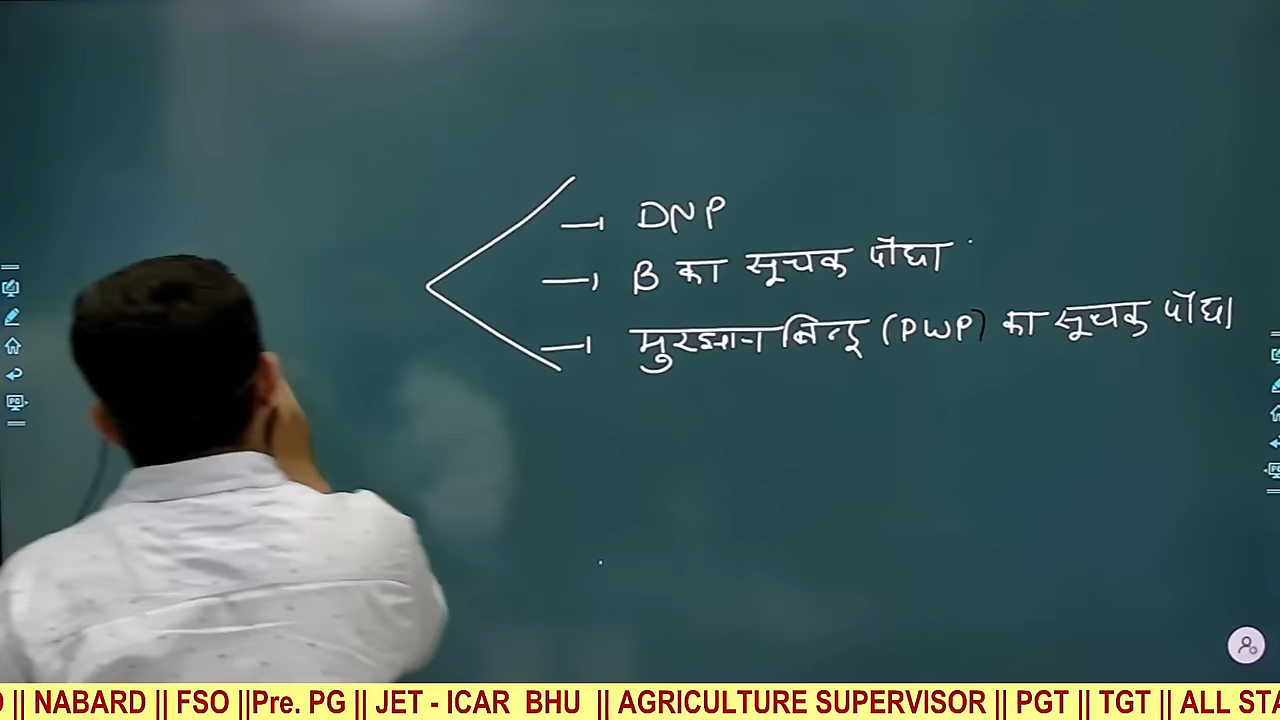 DNP
B का सूचक पौधा
मुरझान बिन्दू (PWP) का सूचक पौधा
|| NABARD || FSO ||Pre. PG || JET - ICAR BHU || AGRICULTURE SUPERVISOR || PGT || TGT || ALL STA